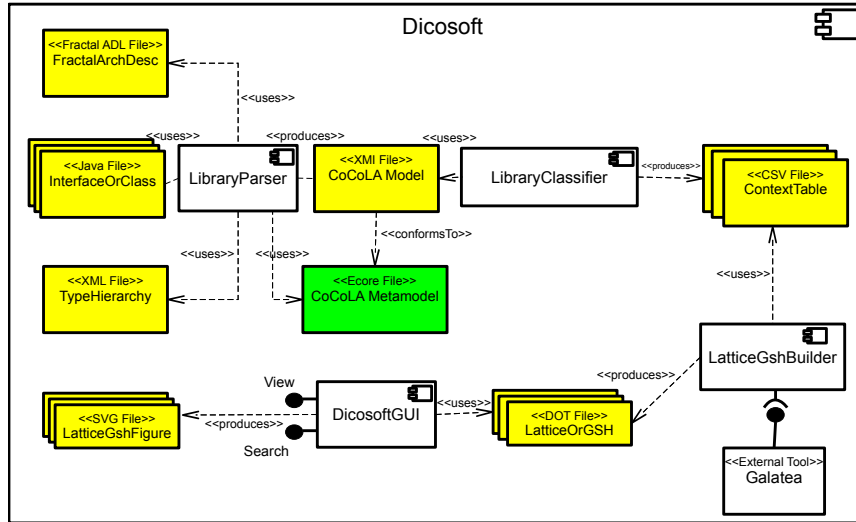 Dicosoft
<<Fractal ADL File>>
FractalArchDesc
<<uses>>
<<uses>>
<<produces>>
<<uses>>
<<produces>>
<<Java File>>
InterfaceOrClass
LibraryParser
<<XMI File>>
CoCoLA Model
LibraryClassifier
<<CSV File>>
ContextTable
<<conformsTo>>
<<uses>>
<<uses>>
<<uses>>
<<XML File>>
TypeHierarchy
<<Ecore File>>
CoCoLA Metamodel
LatticeGshBuilder
<<produces>>
View
<<SVG File>>
LatticeGshFigure
<<produces>>
DicosoftGUI
<<uses>>
<<DOT File>>
LatticeOrGSH
Search
<<External Tool>>
Galatea